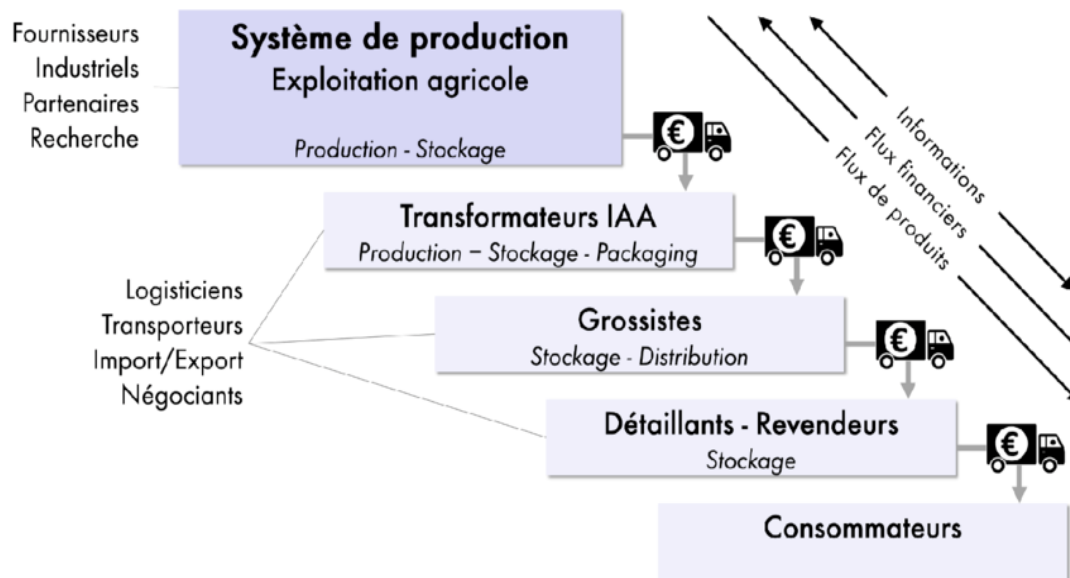 Fournisseurs
Industriels
Partenaires
Recherche
Système de production
Exploitation agricole
Production - Stockage
€
Informations
Flux financiers
Flux de produits
Transformateurs IAA
Production – Stockage - Packaging
€
Logisticiens
Transporteurs
Import/Export
Négociants
Grossistes
Stockage - Distribution
€
Détaillants - Revendeurs
Stockage
€
Consommateurs